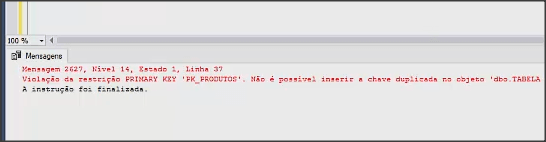 100 %
Mensagens
Mensagem 2627, Nível 14, Estado 1, Linha 37
Violação da restrição PRIMARY KEY 'PK_PRODUTOS'. Não é possível inserir a chave duplicada no objeto 'dbo.TABELA
A instrução foi finalizada.